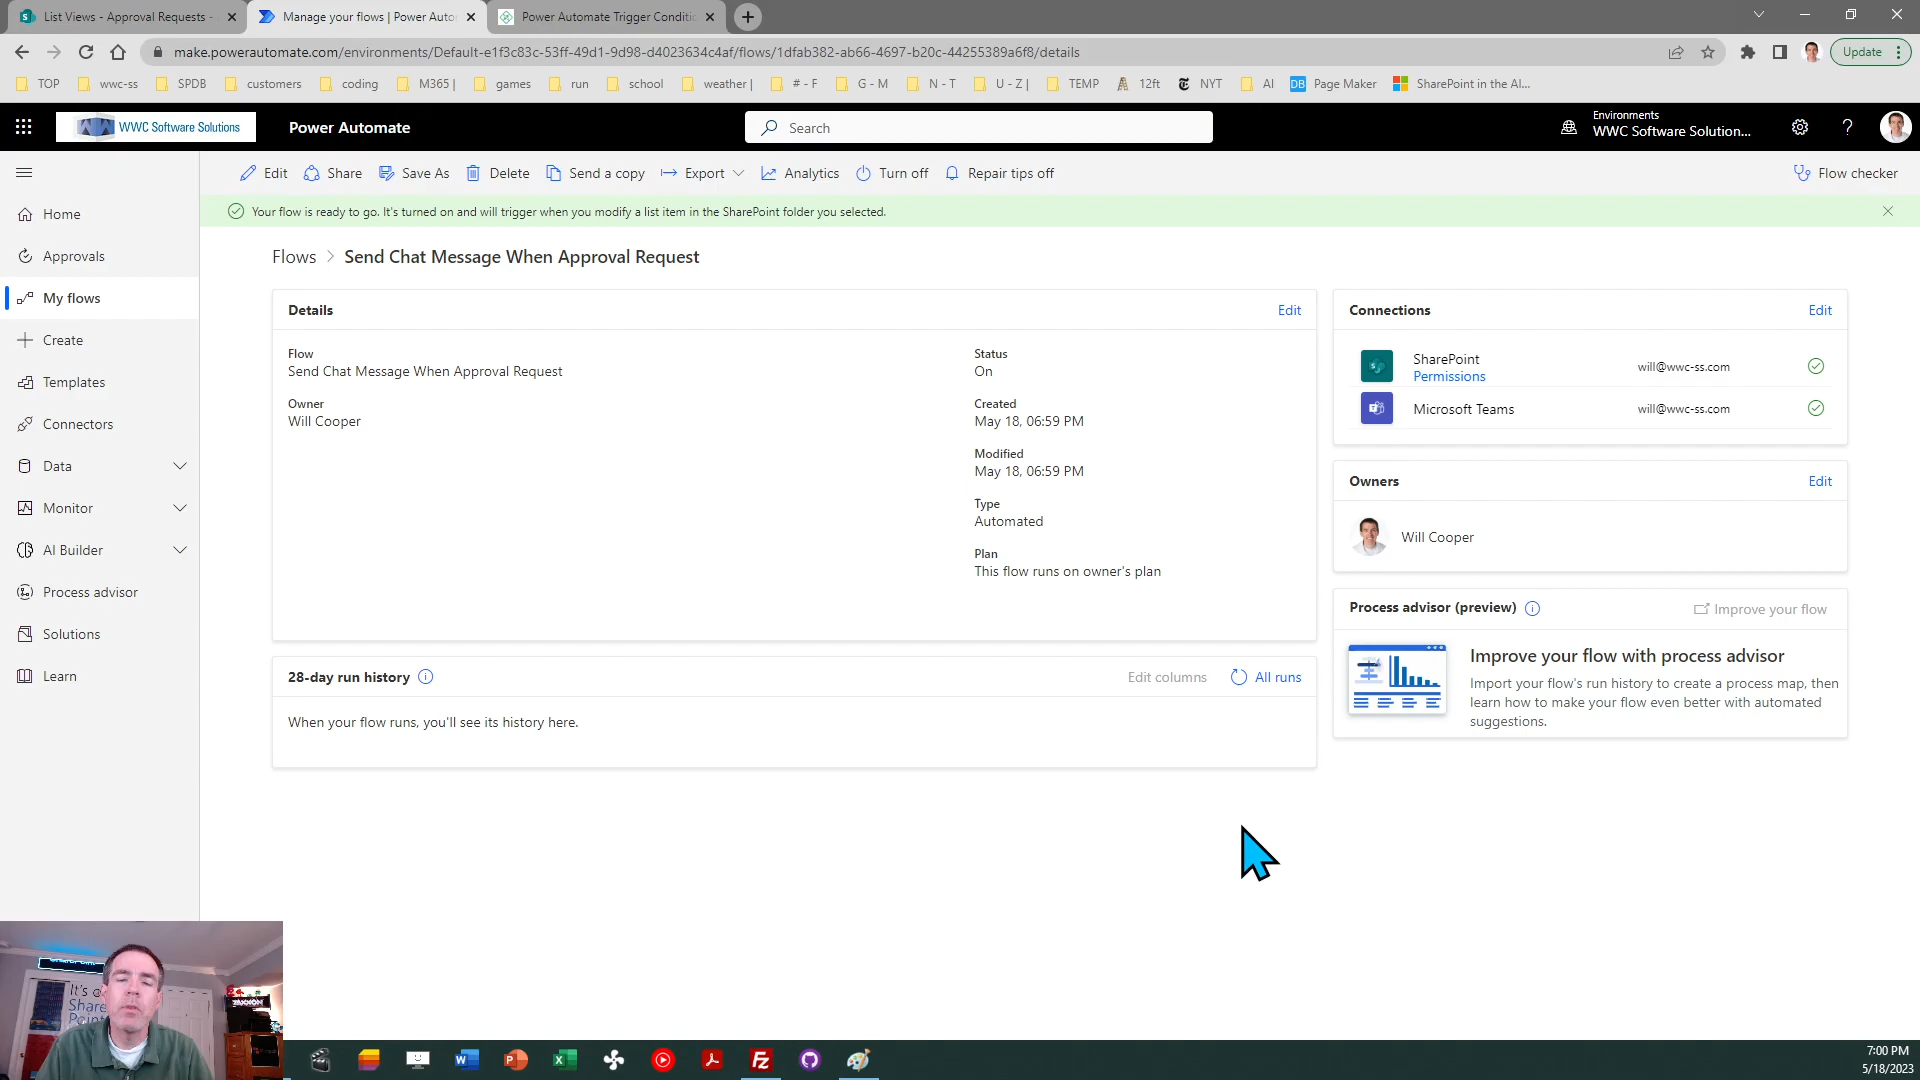 List Views - Approval Requests -
Manage your flows | Power Auto
Power Automate Trigger Conditi
make.powerautomate.com/environments/Default-e1f3c83c-53ff-49d1-9d98-d4023634c4af/flows/1dfab382-ab66-4697-b20c-44255389a6f8/details
Update
TOP
wwc-ss
SPDB
customers
coding
M365 |
games
run
school
weather |
# - F
G - M
N - T
U - Z |
TEMP
12ft
NYT
AI
DB
Page Maker
SharePoint in the AI...
WWC Software Solutions
Power Automate
Search
Environments
WWC Software Solution...
Edit
Share
Save As
Delete
Send a copy
Export
Analytics
Turn off
Repair tips off
Flow checker
Your flow is ready to go. It's turned on and will trigger when you modify a list item in the SharePoint folder you selected.
Home
Approvals
My flows
Create
Templates
Connectors
Data
Monitor
AI Builder
Process advisor
Solutions
Learn
Flows > Send Chat Message When Approval Request
Details
Edit
Flow
Send Chat Message When Approval Request
Owner
Will Cooper
Status
On
Created
May 18, 06:59 PM
Modified
May 18, 06:59 PM
Type
Automated
Plan
This flow runs on owner's plan
28-day run history
Edit columns
All runs
When your flow runs, you'll see its history here.
Connections
Edit
SharePoint
Permissions
will@wwc-ss.com
Microsoft Teams
will@wwc-ss.com
Owners
Edit
Will Cooper
Process advisor (preview)
Improve your flow
Improve your flow with process advisor
Import your flow's run history to create a process map, then
learn how to make your flow even better with automated
suggestions.
It's
Share
Point
7:00 PM
5/18/2023